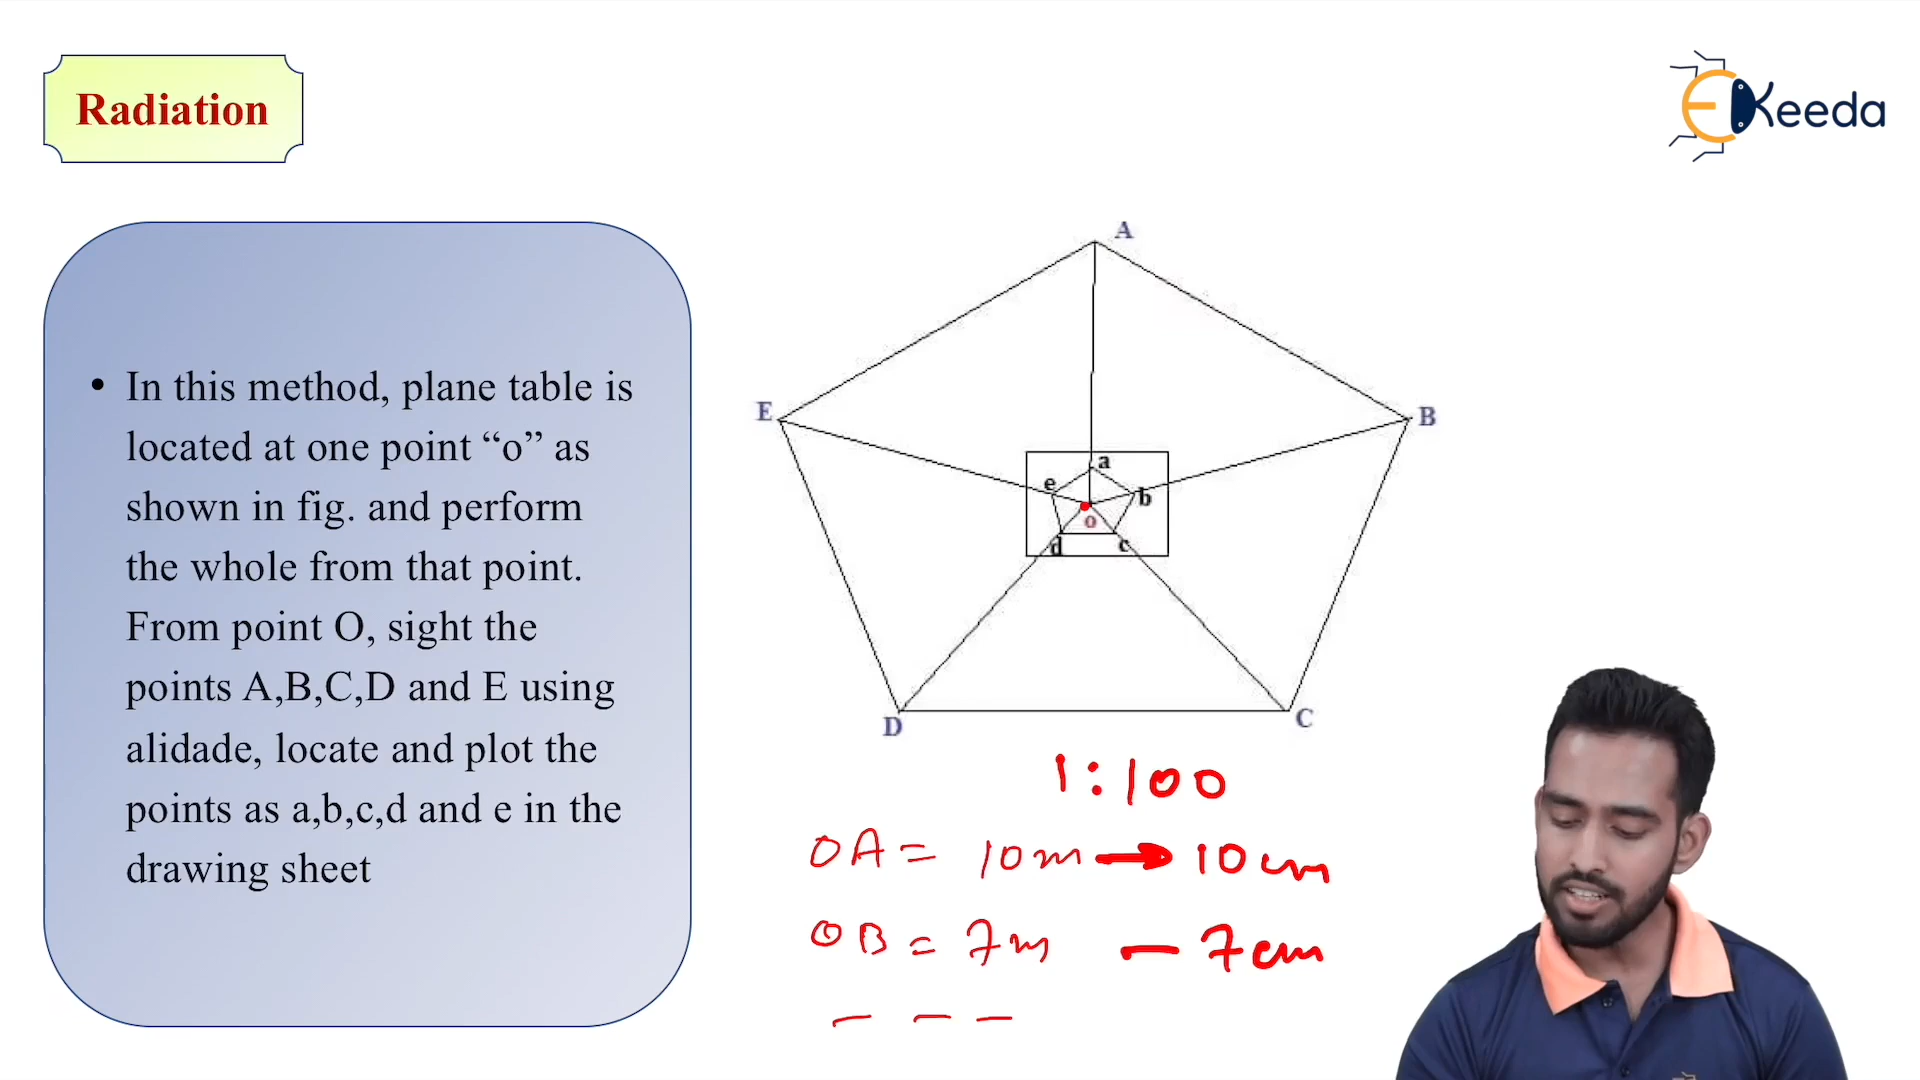 Radiation
EKeeda
• In this method, plane table is
located at one point “o” as
shown in fig. and perform
the whole from that point.
From point O, sight the
points A,B,C,D and E using
alidade, locate and plot the
points as a,b,c,d and e in the
drawing sheet
A
E
B
a
e
b
o
d
c
D
C
1:100
OA = 10m → 10cm
OB = 7m — 7cm
— — —